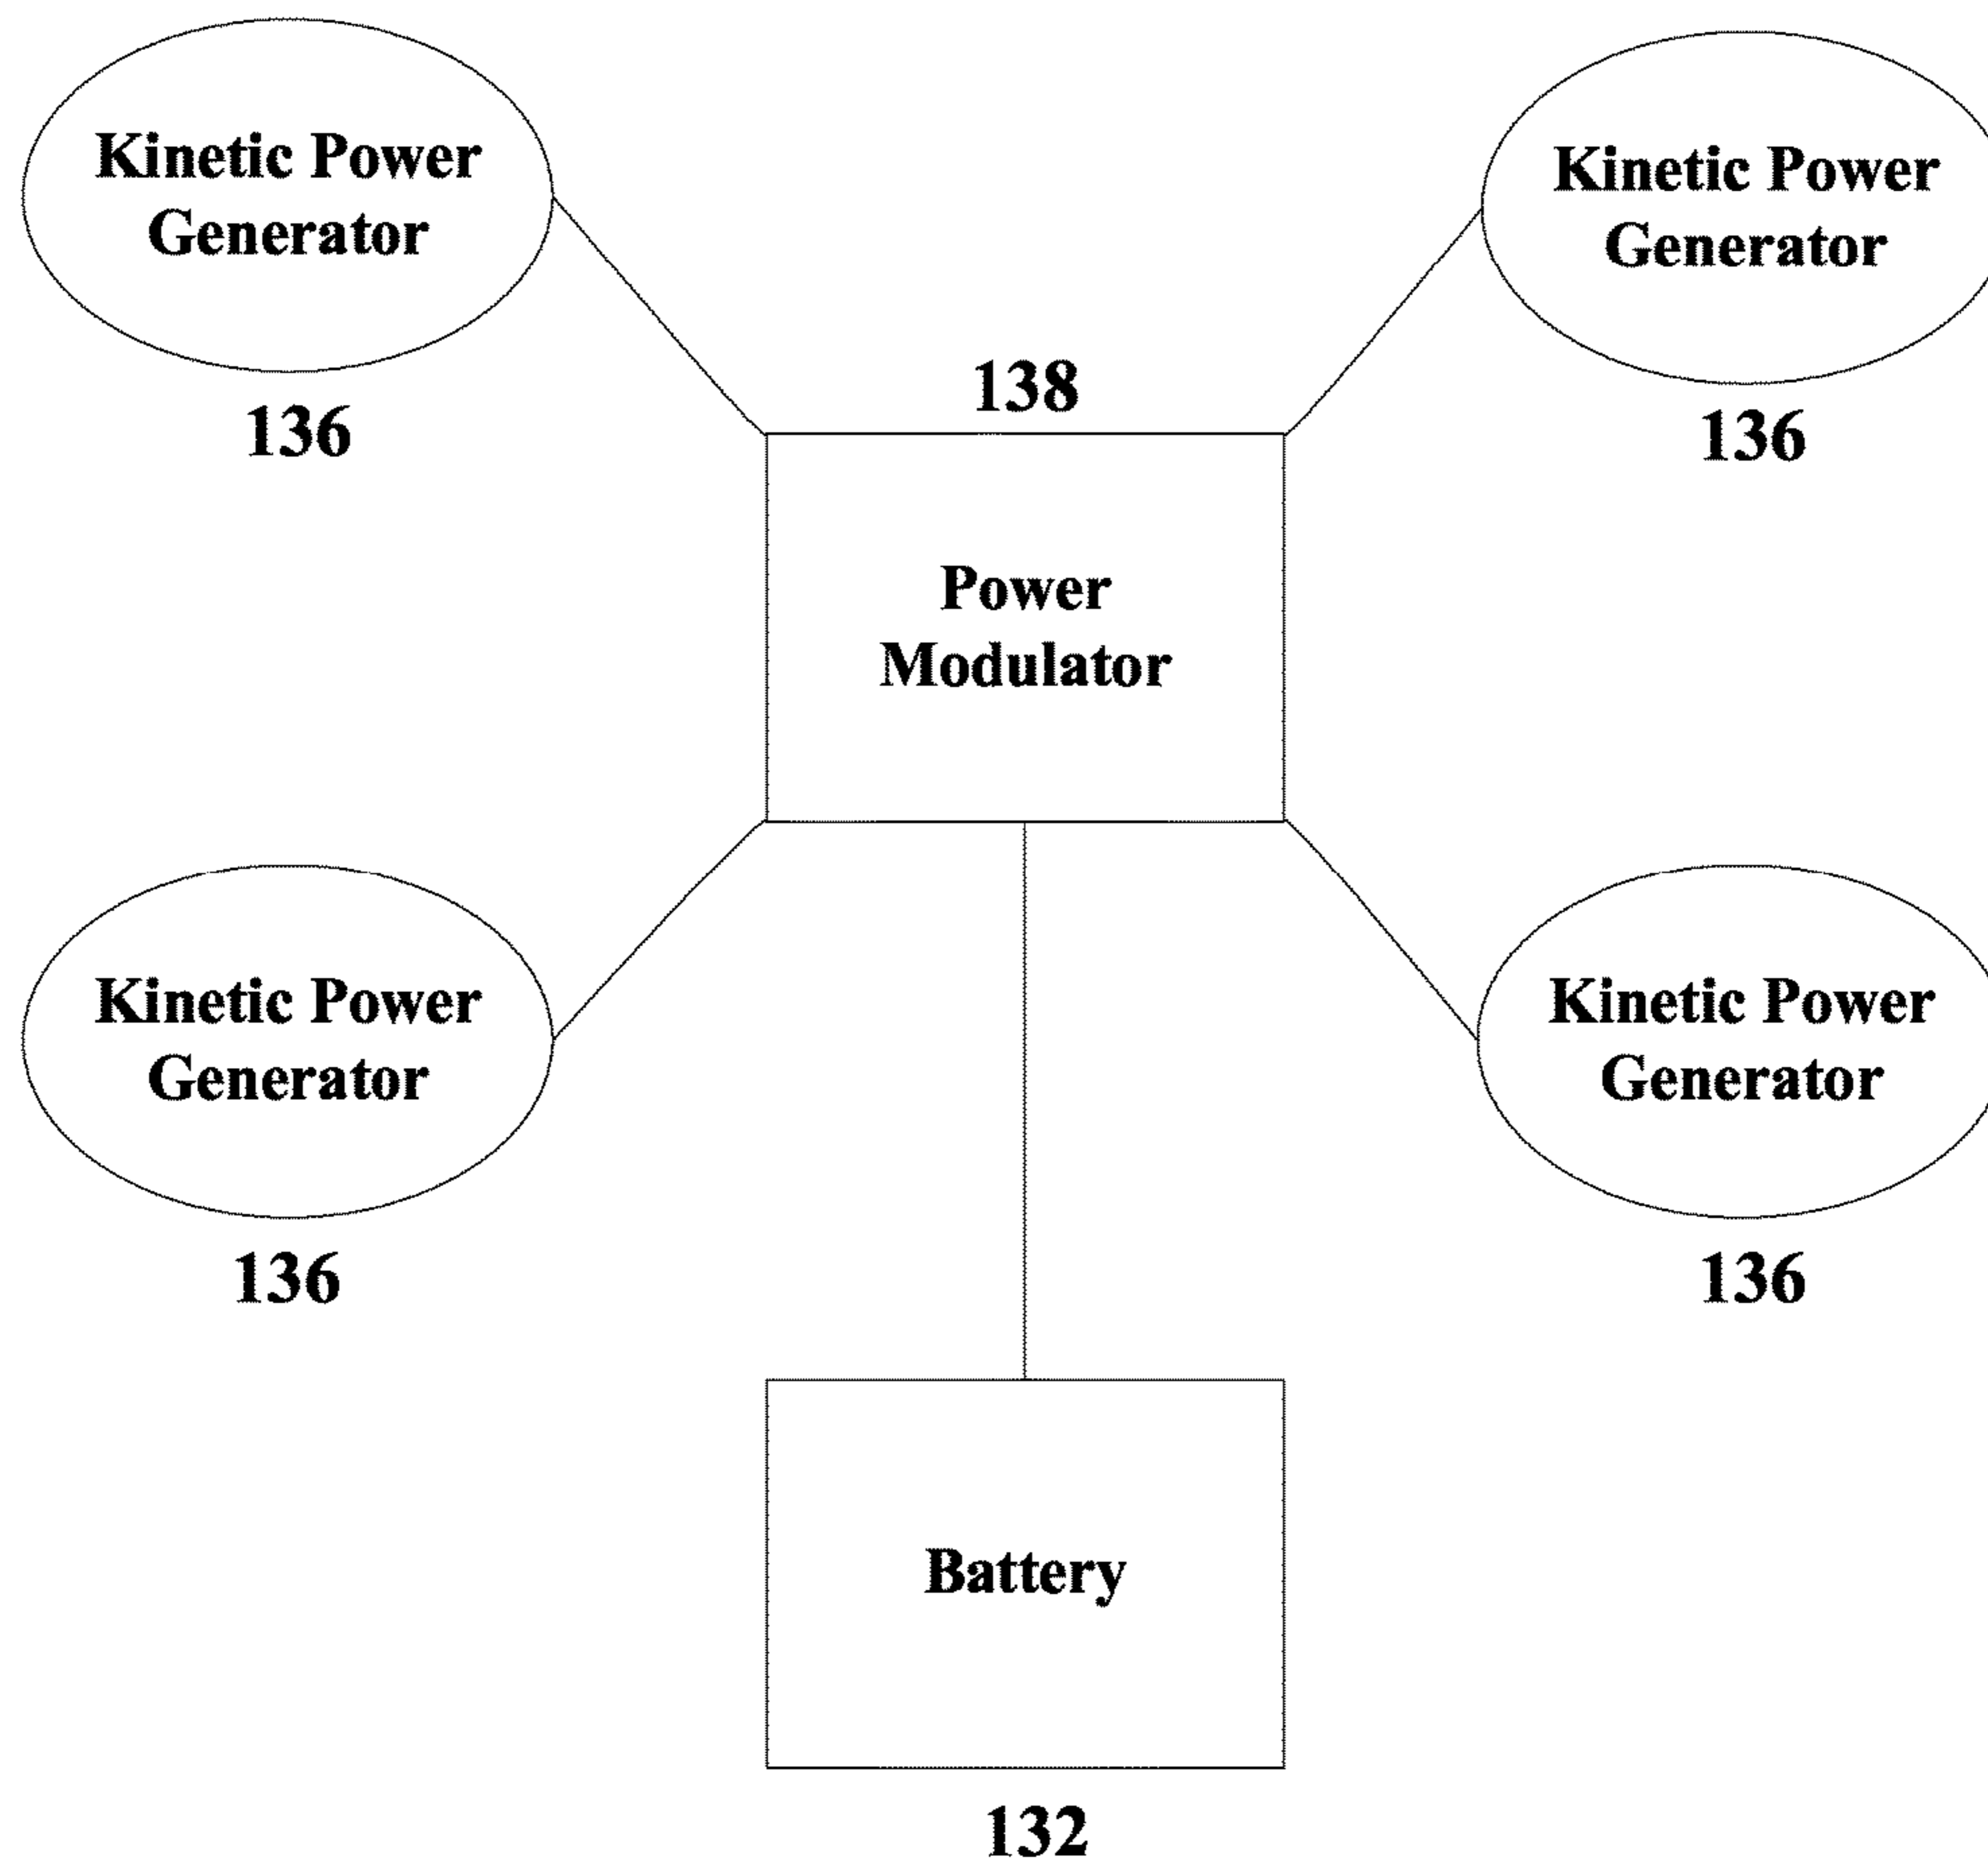 Kinetic Power
Generator
136
Kinetic Power
Generator
136
138
Power
Modulator
Kinetic Power
Generator
136
Kinetic Power
Generator
136
Battery
132